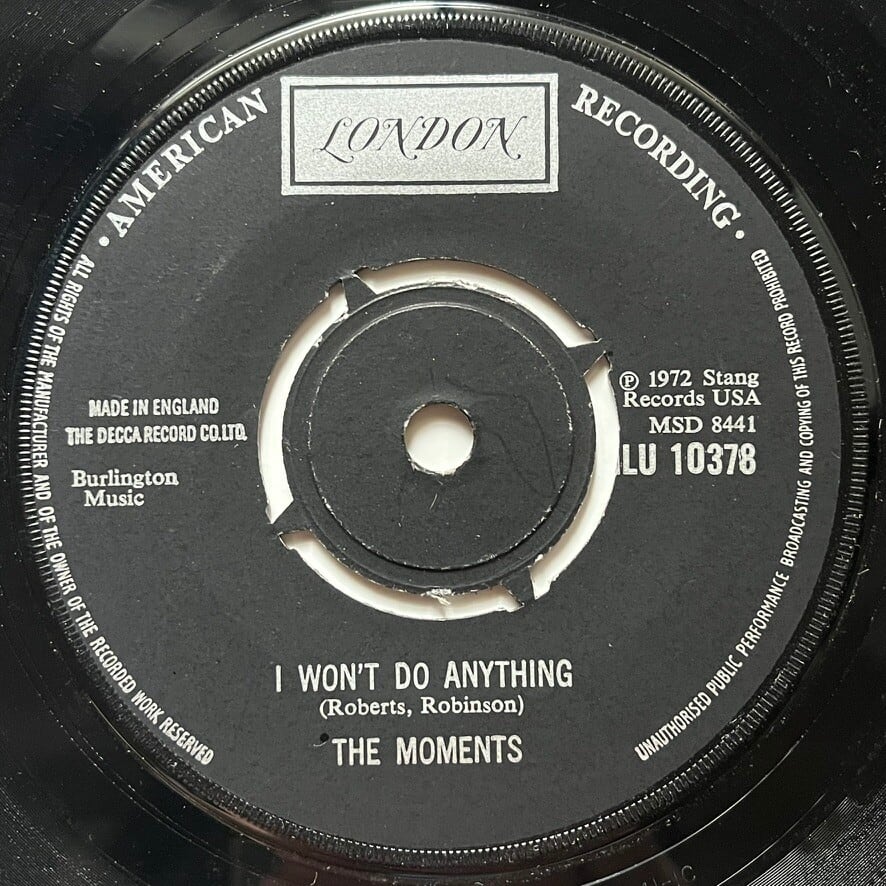 LONDON
• AMERICAN RECORDING •
MADE IN ENGLAND
THE DECCA RECORD CO. LTD.
Burlington
Music
℗ 1972 Stang
Records USA
MSD 8441
LU 10378
I WON'T DO ANYTHING
(Roberts, Robinson)
THE MOMENTS
ALL RIGHTS OF THE MANUFACTURER AND OF THE OWNER OF THE RECORDED WORK RESERVED
UNAUTHORISED PUBLIC PERFORMANCE BROADCASTING AND COPYING OF THIS RECORD PROHIBITED